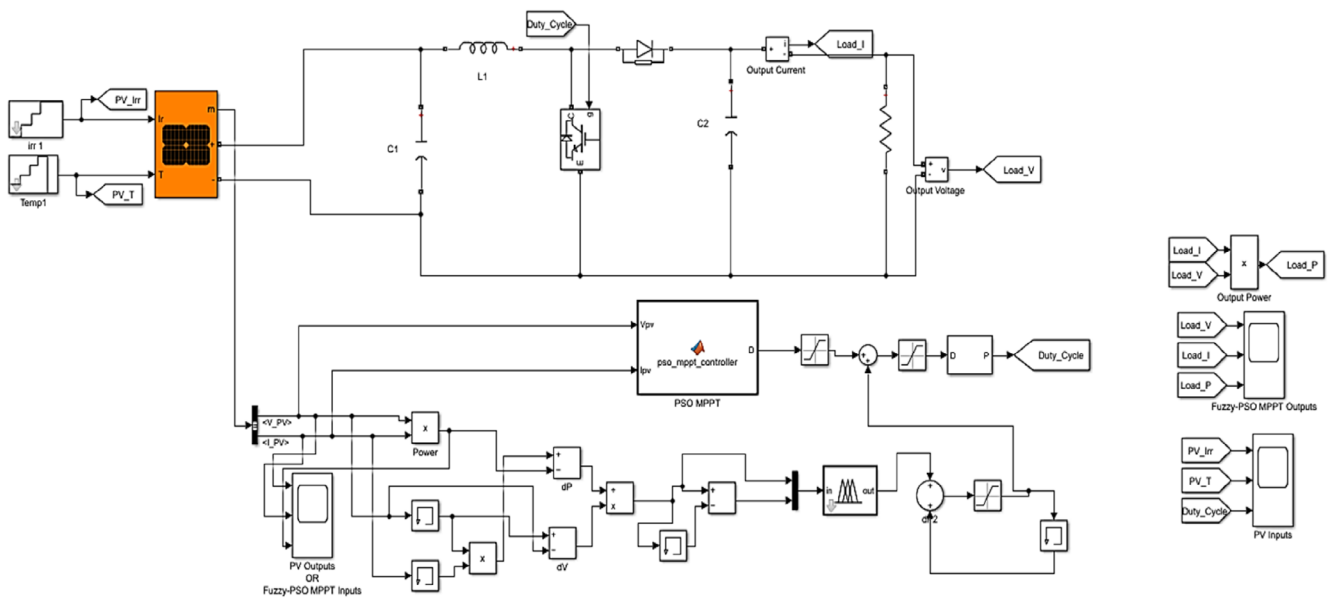 Duty_Cycle
Load_I
i
+
-
Output Current
L1
PV_Irr
Ir
m
irr 1
+
T
-
Temp1
PV_T
C1
C
g
E
C2
+
-
v
Load_V
Output Voltage
Load_I
Load_V
x
Load_P
Output Power
Vpv
Ipv
pso_mppt_controller
D
PSO MPPT
D
P
Duty_Cycle
Load_V
Load_I
Load_P
Fuzzy-PSO MPPT Outputs
<V_PV>
<I_PV>
x
Power
+
−
dP
+
x
+
−
in
out
+
+
PV_Irr
PV_T
Duty_Cycle
PV Inputs
x
+
−
dV
PV Outputs
OR
Fuzzy-PSO MPPT Inputs